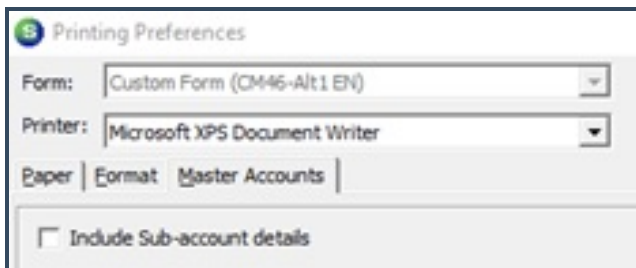 S Printing Preferences
Form: Custom Form (CM46-Alt1 EN)
Printer: Microsoft XPS Document Writer
Paper Format Master Accounts
Include Sub-account details